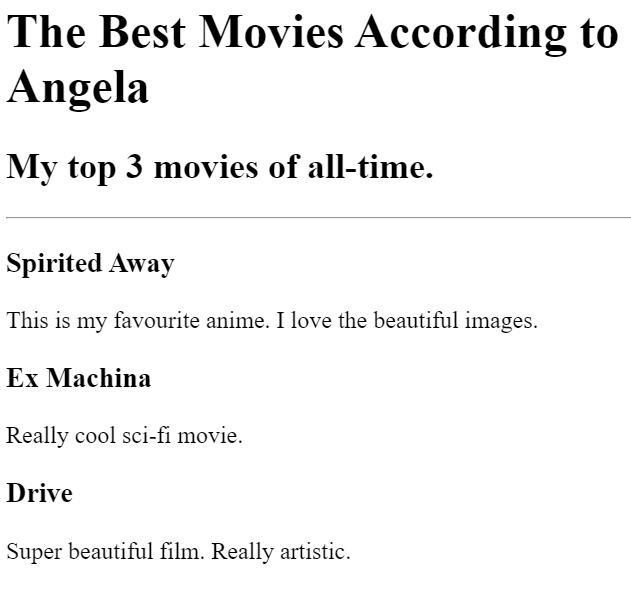 The Best Movies According to
Angela
My top 3 movies of all-time.
Spirited Away
This is my favourite anime. I love the beautiful images.
Ex Machina
Really cool sci-fi movie.
Drive
Super beautiful film. Really artistic.